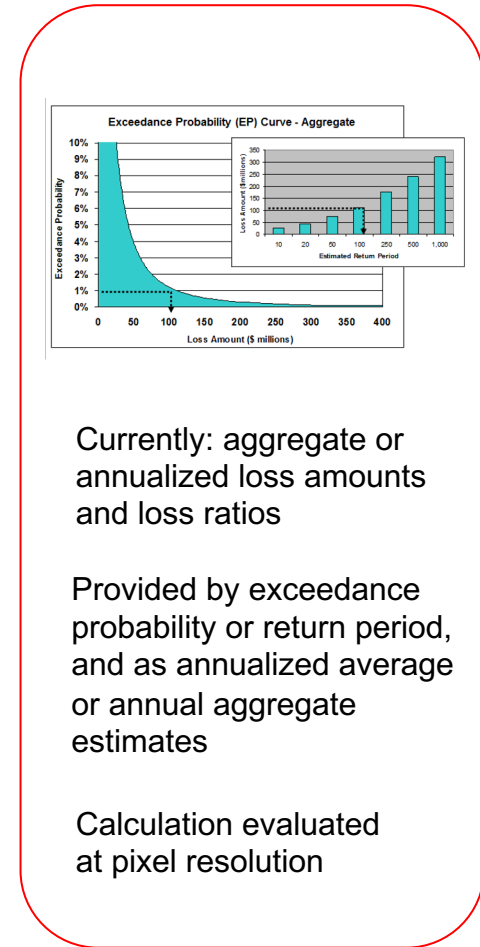 Exceedance Probability (EP) Curve - Aggregate
10%
9%
8%
7%
6%
5%
4%
3%
2%
1%
0%
Exceedance Probability
0 50 100 150 200 250 300 350 400
Loss Amount ($ millions)
350
300
250
200
150
100
50
0
Loss Amount ($millions)
10 20 50 100 250 500 1,000
Estimated Return Period
Currently: aggregate or
annualized loss amounts
and loss ratios
Provided by exceedance
probability or return period,
and as annualized average
or annual aggregate
estimates
Calculation evaluated
at pixel resolution